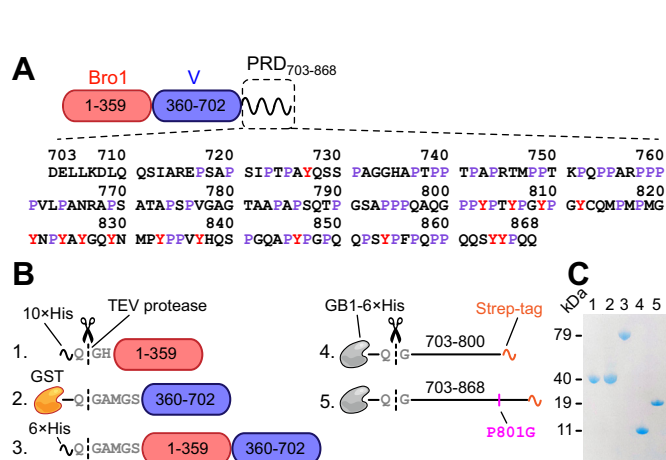 A
Bro1 V PRD703-868
1-359 360-702
703 710 720 730 740 750 760
DELLKDLQ QSIAREPSAP SIPTPAYQSS PAGGHAPTPP TPAPRTMPPT KPQPPARPPP
770 780 790 800 810 820
PVLPANRAPS ATAPSPVGAG TAAPAPSQTP GSAPPPQAQG PPYPTYPGYP GYCQMPMPMG
830 840 850 860 868
YNPYAYGQYN MPYPPVYHQS PGQAPYPGPQ QPSYPFPQPP QQSYYPQQ
B
10×His TEV protease
1. Q GH 1-359
GST
2. Q GAMGS 360-702
6×His
3. Q GAMGS 1-359 360-702
GB1-6×His Strep-tag
4. Q G 703-800
5. Q G 703-868
P801G
C
kDa 1 2 3 4 5
79
40
19
11